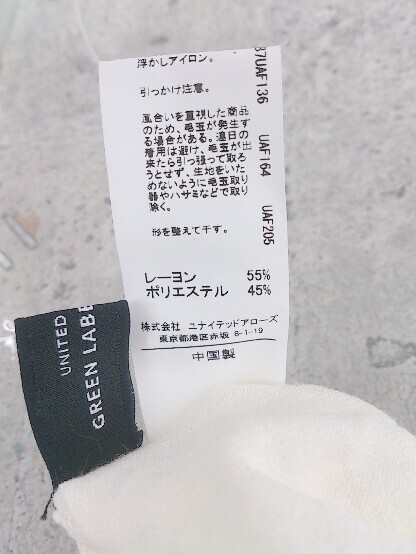 浮かしアイロン。
引っかけ注意。
風合いを重視した商品
のため、毛玉が発生す
る場合がある。連日の
着用は避け、毛玉が出
来たら引っ張って取ろ
うとせず、生地をいた
めないように毛玉取り
器やハサミなどで取り
除く。
形を整えて干す。
レーヨン 55%
ポリエステル 45%
株式会社 ユナイテッドアローズ
東京都港区赤坂 8-1-19
中国製
37UAF136
UAF164
UAF205
UNITED
GREEN LABE